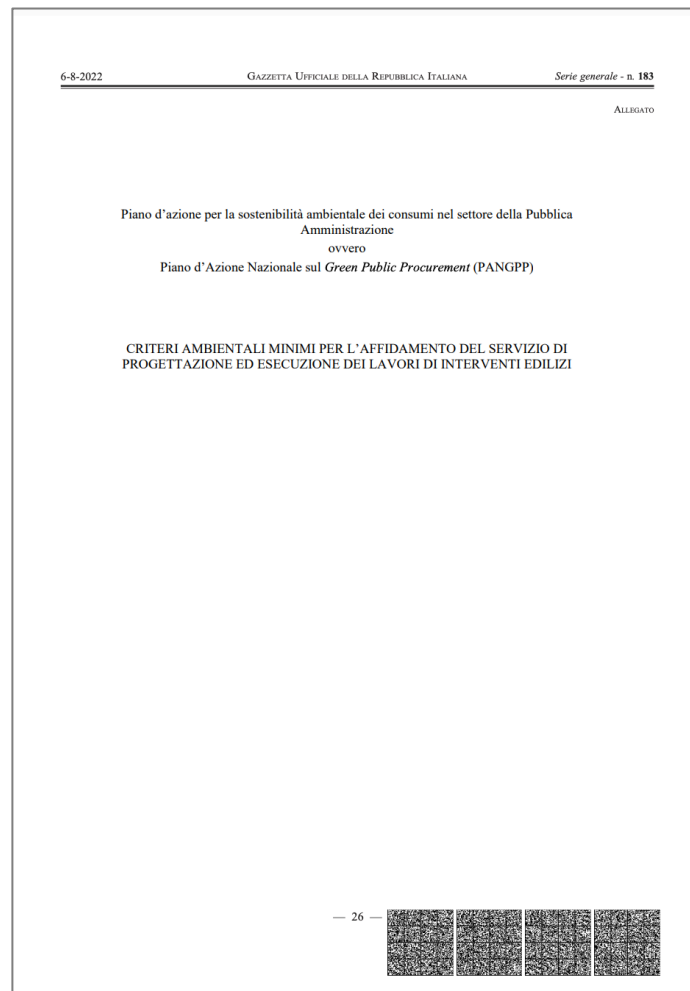 6-8-2022 GAZZETTA UFFICIALE DELLA REPUBBLICA ITALIANA Serie generale - n. 183
ALLEGATO
Piano d'azione per la sostenibilità ambientale dei consumi nel settore della Pubblica
Amministrazione
ovvero
Piano d'Azione Nazionale sul Green Public Procurement (PANGPP)
CRITERI AMBIENTALI MINIMI PER L'AFFIDAMENTO DEL SERVIZIO DI
PROGETTAZIONE ED ESECUZIONE DEI LAVORI DI INTERVENTI EDILIZI
— 26 —